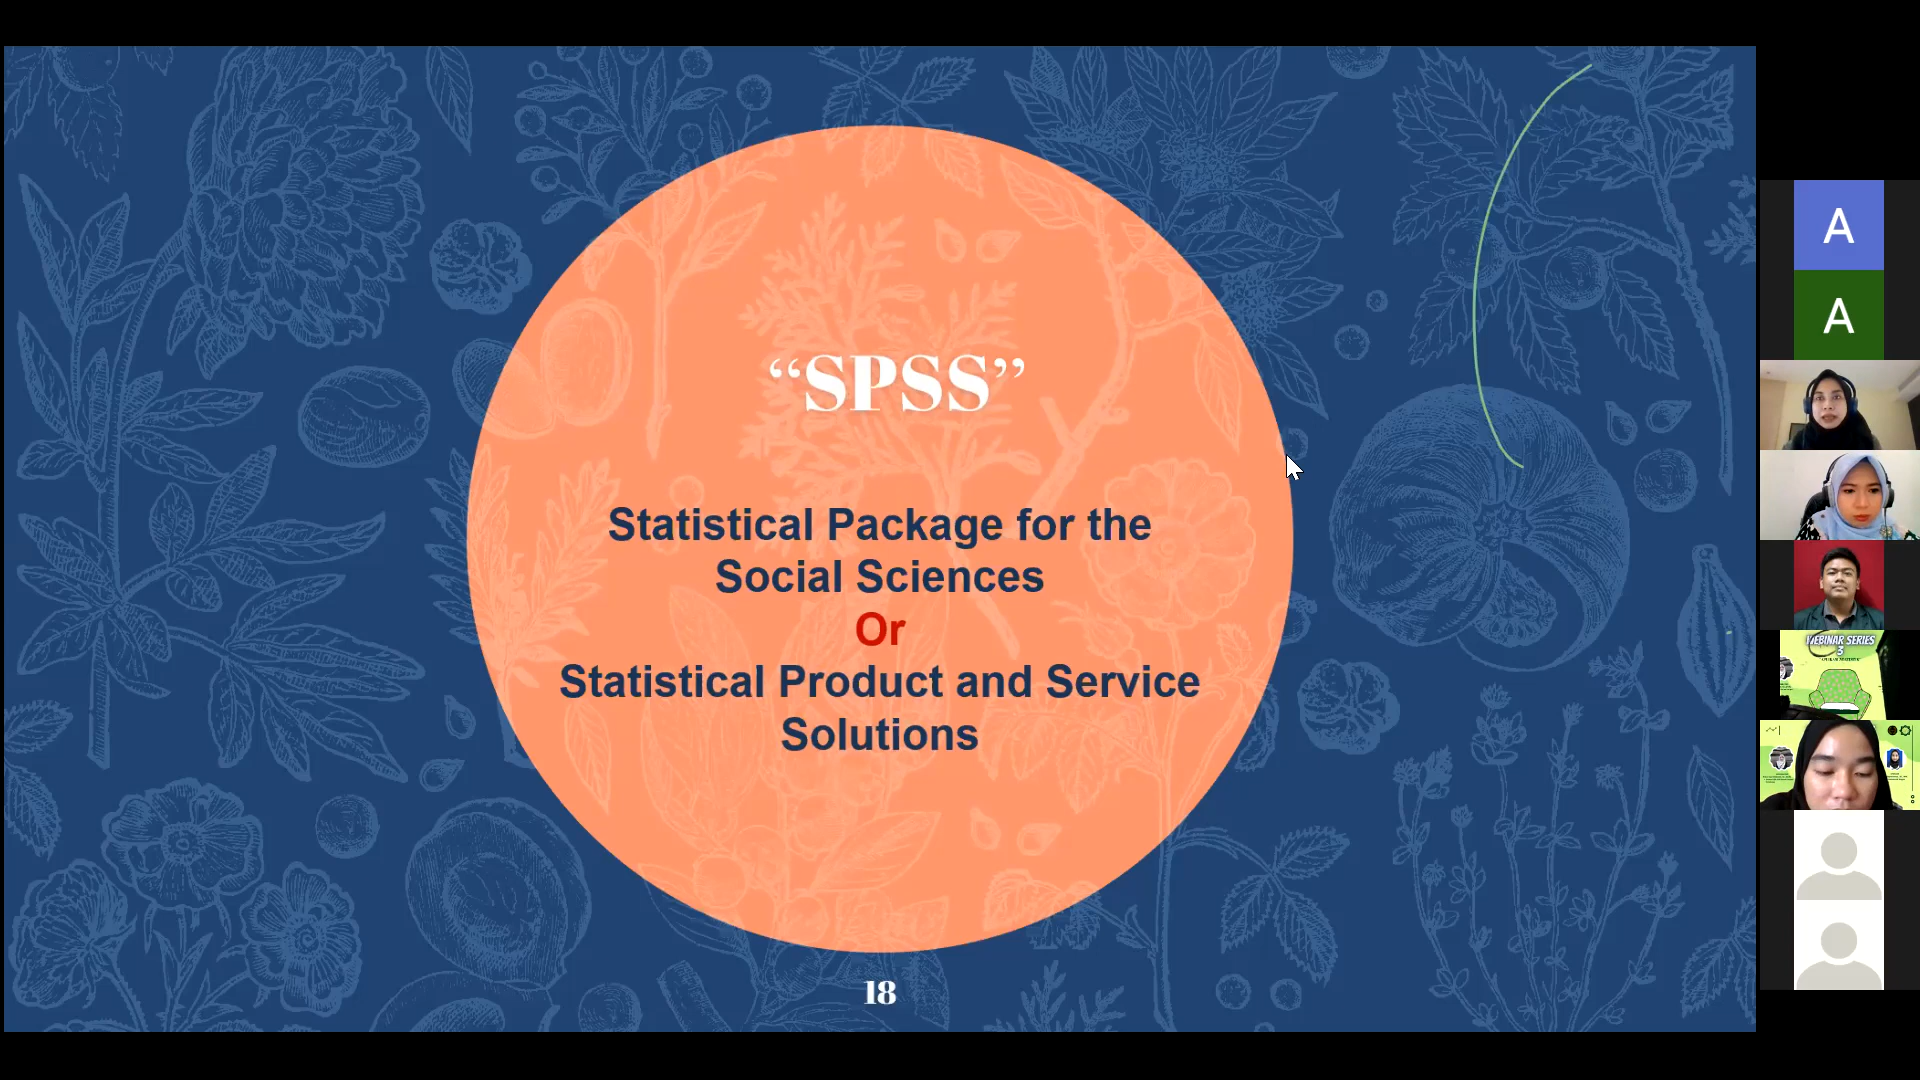 “SPSS”
Statistical Package for the
Social Sciences
Or
Statistical Product and Service
Solutions
18
A
A
WEBINAR SERIES
3